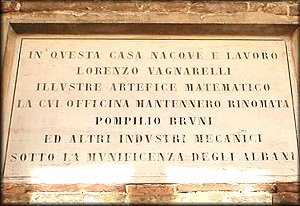 IN QVESTA CASA NACQVE E LAVORO
LORENZO VAGNARELLI
ILLVSTRE ARTEFICE MATEMATICO
LA CVI OFFICINA MANTENNERO RINOMATA
POMPILIO BRVNI
ED ALTRI INDVSTRI MECANICI
SOTTO LA MVNIFICENZA DEGLI ALBANI